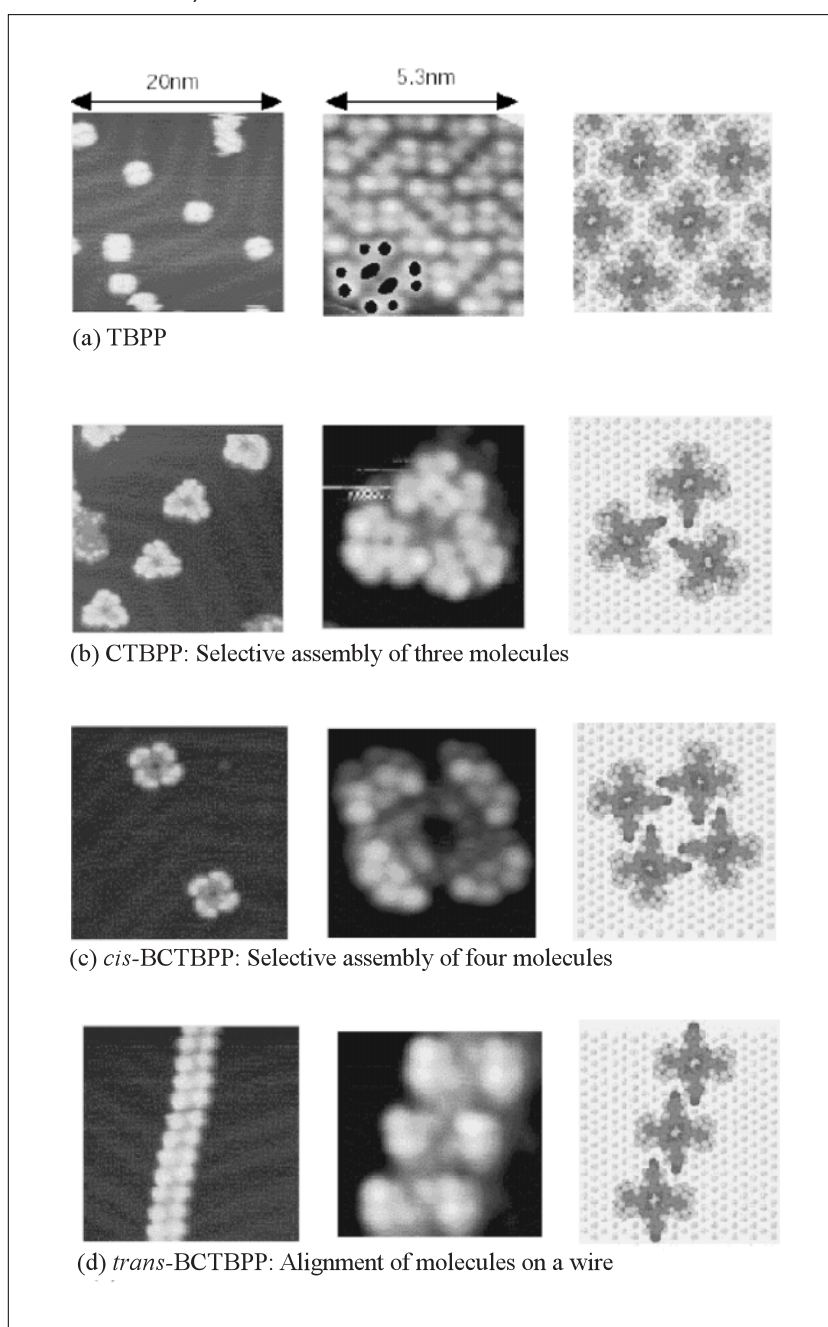 20nm 5.3nm
(a) TBPP
(b) CTBPP: Selective assembly of three molecules
(c) cis-BCTBPP: Selective assembly of four molecules
(d) trans-BCTBPP: Alignment of molecules on a wire